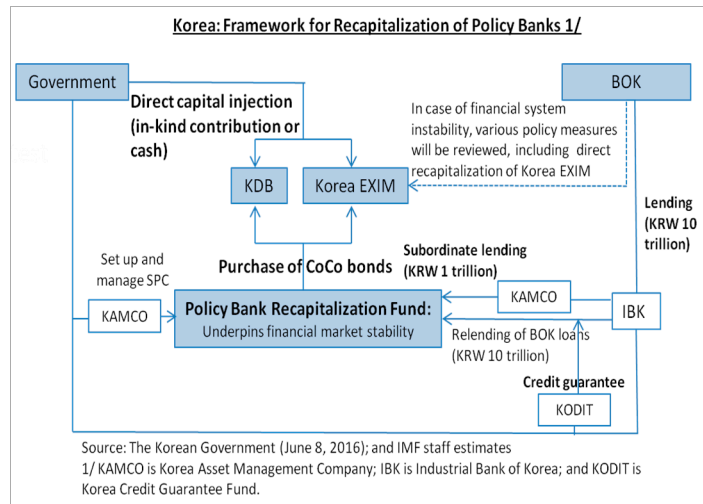 Korea: Framework for Recapitalization of Policy Banks 1/
Government
BOK
Direct capital injection
(in-kind contribution or
cash)
In case of financial system
instability, various policy measures
will be reviewed, including direct
recapitalization of Korea EXIM
KDB
Korea EXIM
Lending
(KRW 10
trillion)
Set up and
manage SPC
Purchase of CoCo bonds
Subordinate lending
(KRW 1 trillion)
KAMCO
KAMCO
Policy Bank Recapitalization Fund:
Underpins financial market stability
IBK
Relending of BOK loans
(KRW 10 trillion)
Credit guarantee
KODIT
Source: The Korean Government (June 8, 2016); and IMF staff estimates
1/ KAMCO is Korea Asset Management Company; IBK is Industrial Bank of Korea; and KODIT is
Korea Credit Guarantee Fund.